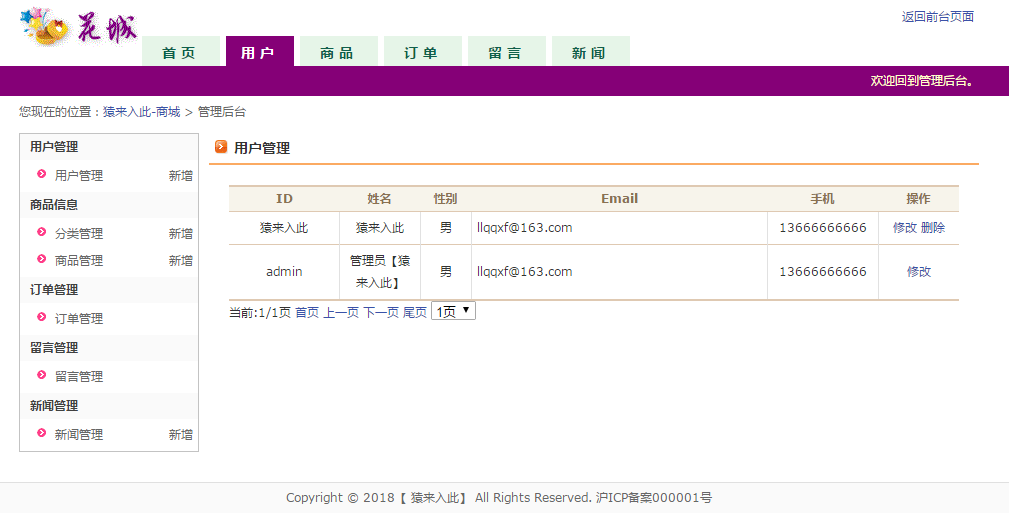 返回前台页面
花城
首页 用户 商品 订单 留言 新闻
欢迎回到管理后台。
您现在的位置：猿来入此-商城 > 管理后台
用户管理
用户管理 新增
商品信息
分类管理 新增
商品管理 新增
订单管理
订单管理
留言管理
留言管理
新闻管理
新闻管理 新增
用户管理
ID 姓名 性别 Email 手机 操作
猿来入此 猿来入此 男 llqqxf@163.com 13666666666 修改 删除
admin 管理员【猿 男 llqqxf@163.com 13666666666 修改
来入此】
当前:1/1页 首页 上一页 下一页 尾页 1页
Copyright © 2018【 猿来入此】 All Rights Reserved. 沪ICP备案000001号